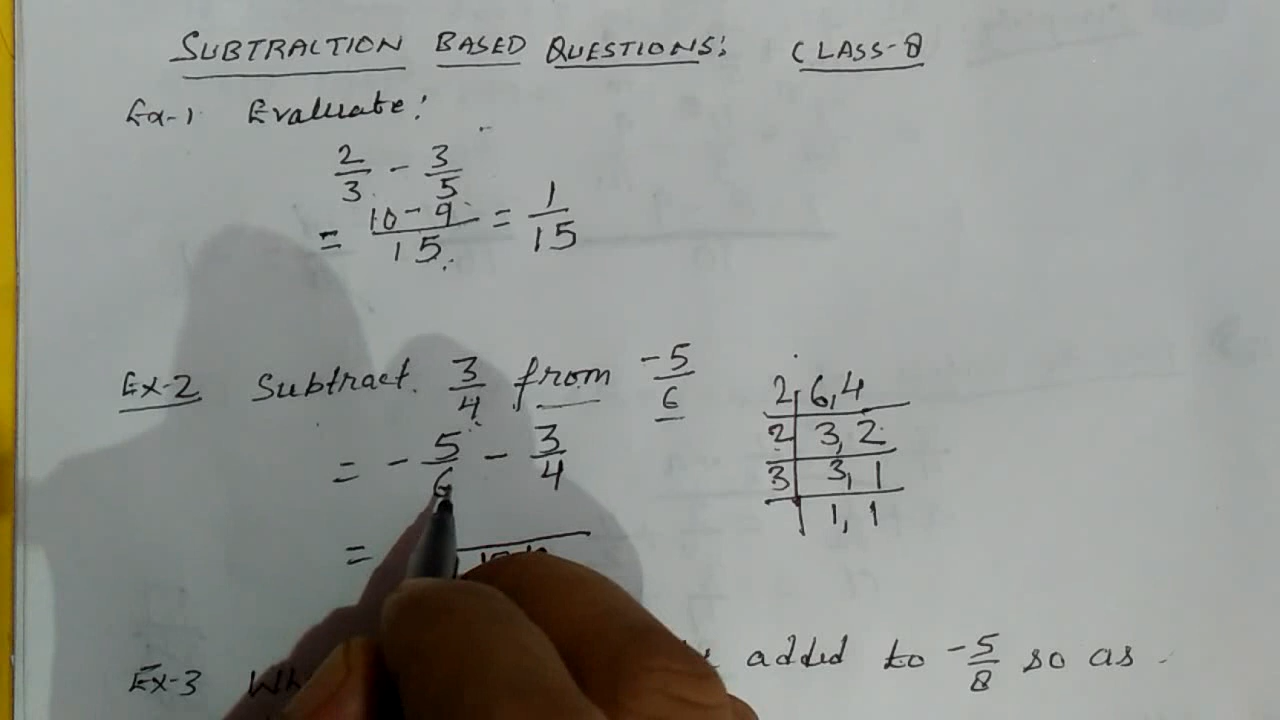 SUBTRACTION BASED QUESTIONS: CLASS-8
Ex-1 Evaluate:
2/3 - 3/5
= 10-9/15 = 1/15
Ex-2 Subtract 3/4 from -5/6
= -5/6 - 3/4
=
2 6,4
2 3,2
3 3,1
1,1
Ex-3 added to -5/8 so as